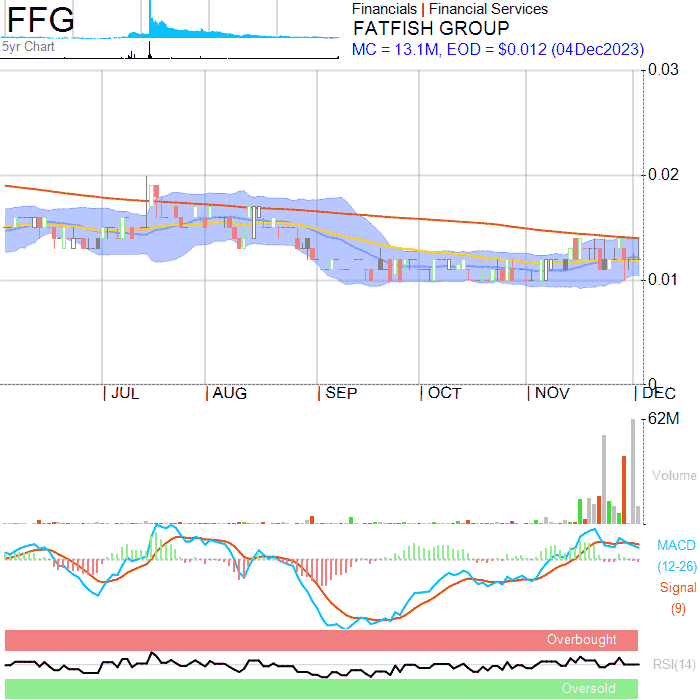 FFG
5yr Chart
Financials | Financial Services
FATFISH GROUP
MC = 13.1M, EOD = $0.012 (04Dec2023)
0.03
0.02
0.01
0
JUL
AUG
SEP
OCT
NOV
DEC
62M
Volume
MACD
(12-26)
Signal
(9)
Overbought
RSI(14)
Oversold